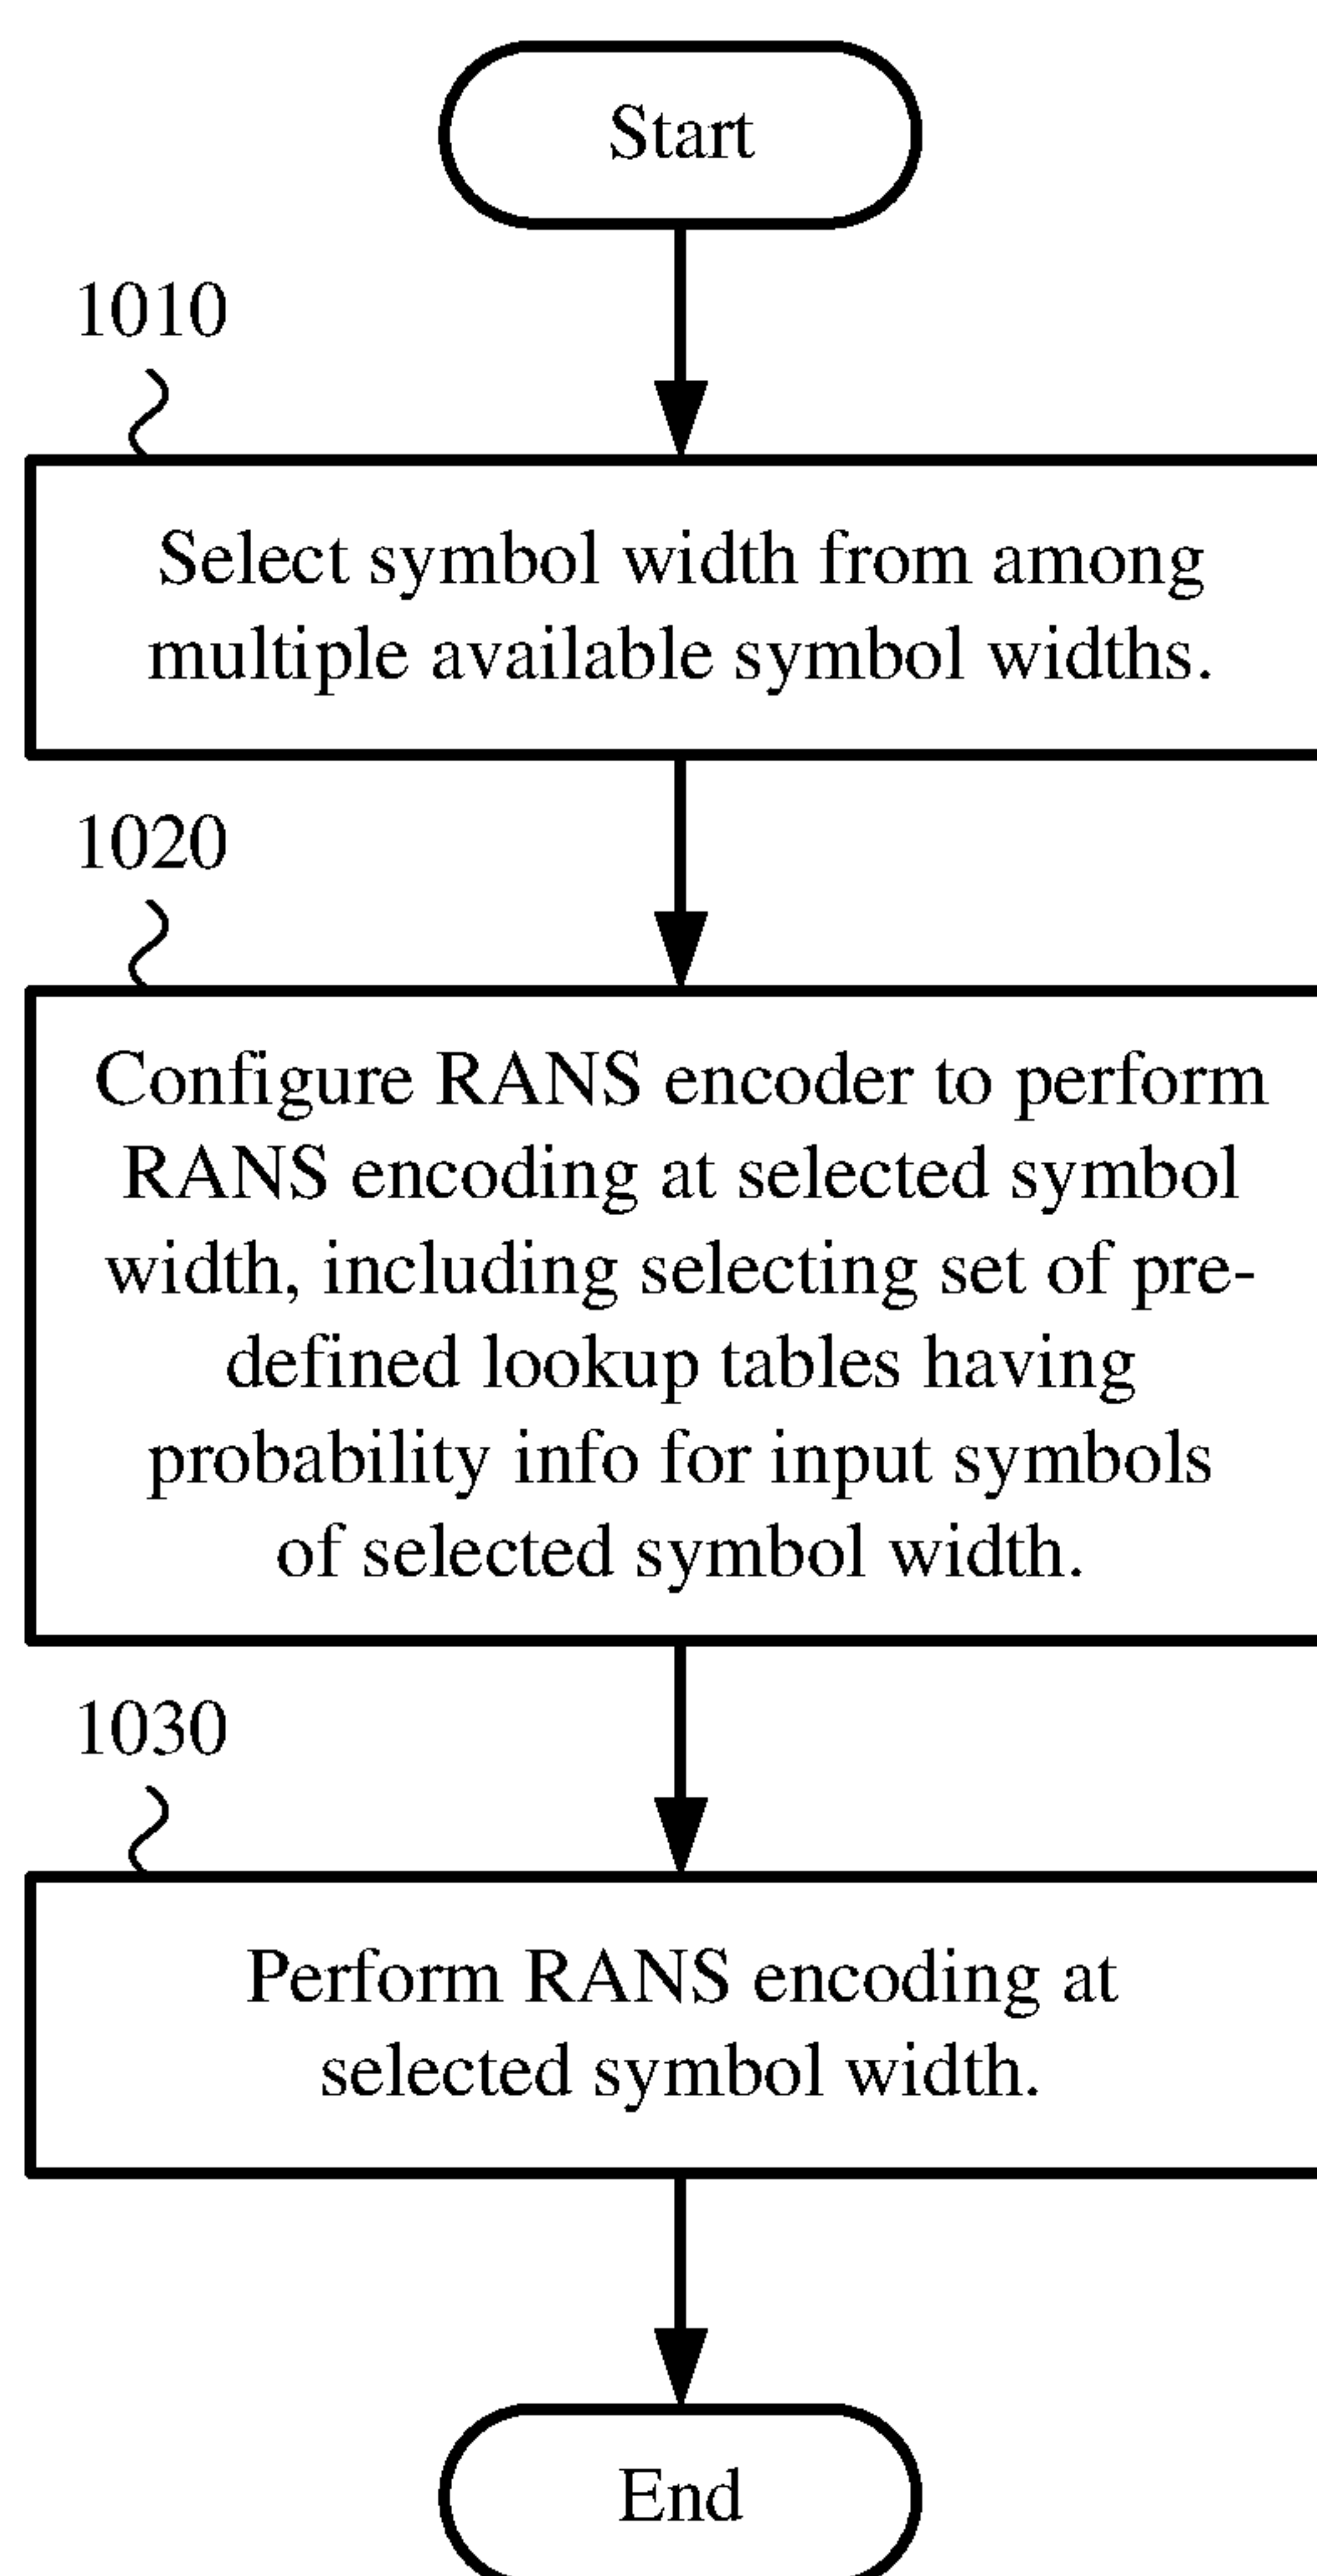 Start
1010
Select symbol width from among
multiple available symbol widths.
1020
Configure RANS encoder to perform
RANS encoding at selected symbol
width, including selecting set of pre-
defined lookup tables having
probability info for input symbols
of selected symbol width.
1030
Perform RANS encoding at
selected symbol width.
End